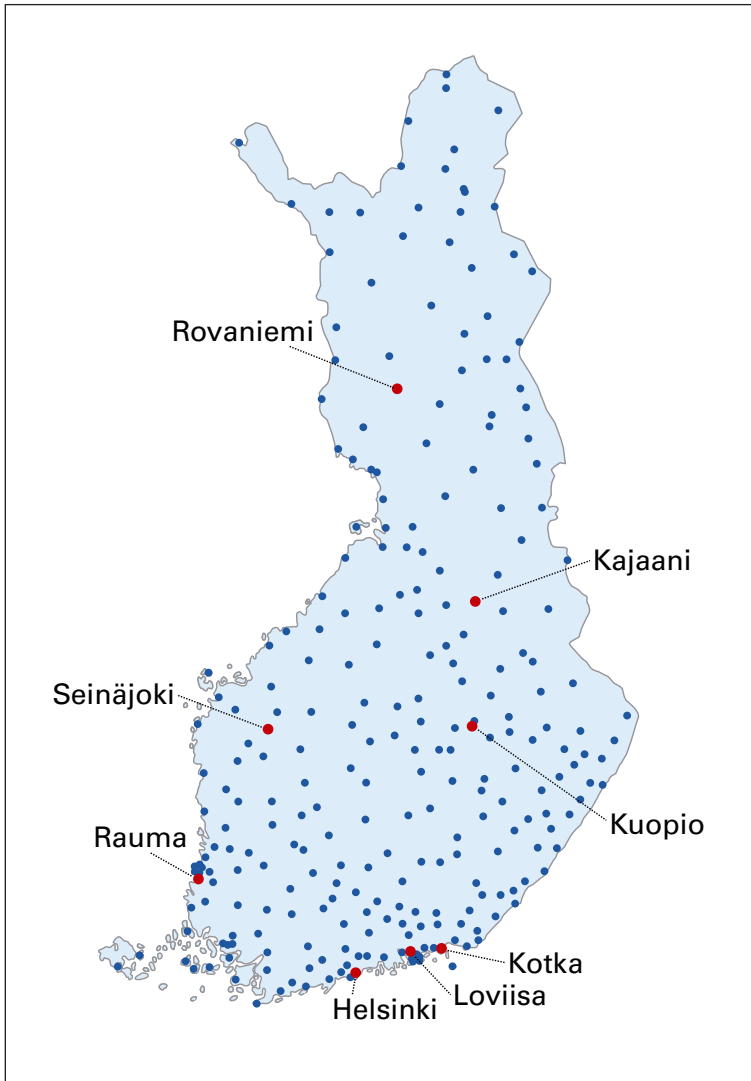 Rovaniemi
Kajaani
Seinäjoki
Kuopio
Rauma
Kotka
Loviisa
Helsinki